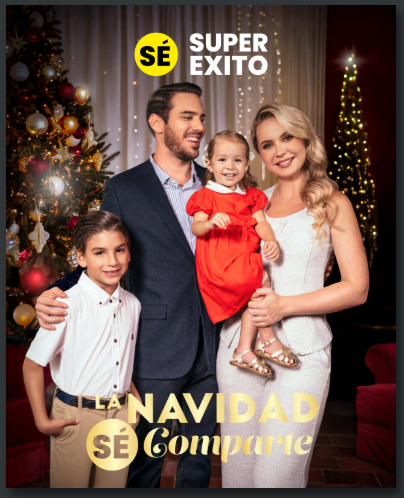 SÉ SUPER
EXITO
LA NAVIDAD
SÉ Comparte